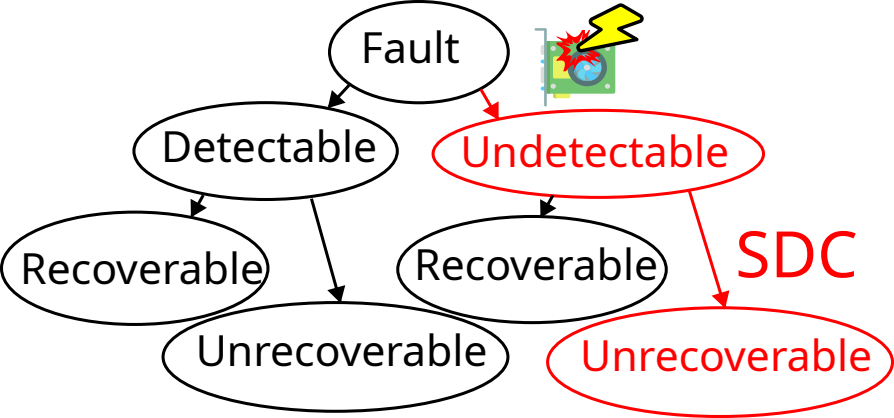 Fault
Detectable
Undetectable
Recoverable
Recoverable
SDC
Unrecoverable
Unrecoverable